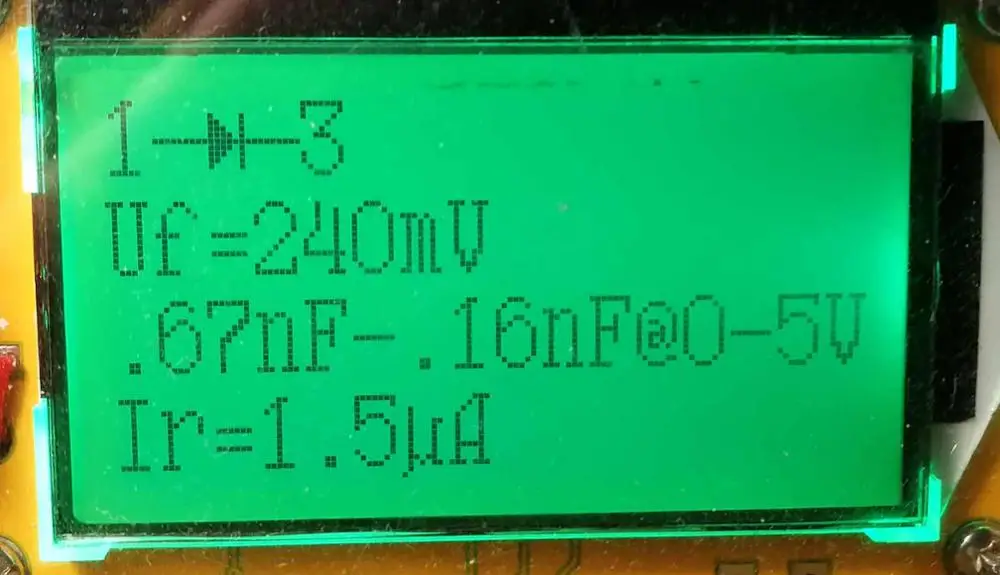 1-▶|-3
Uf=240mV
.67nF-.16nF@0-5V
Ir=1.5µA